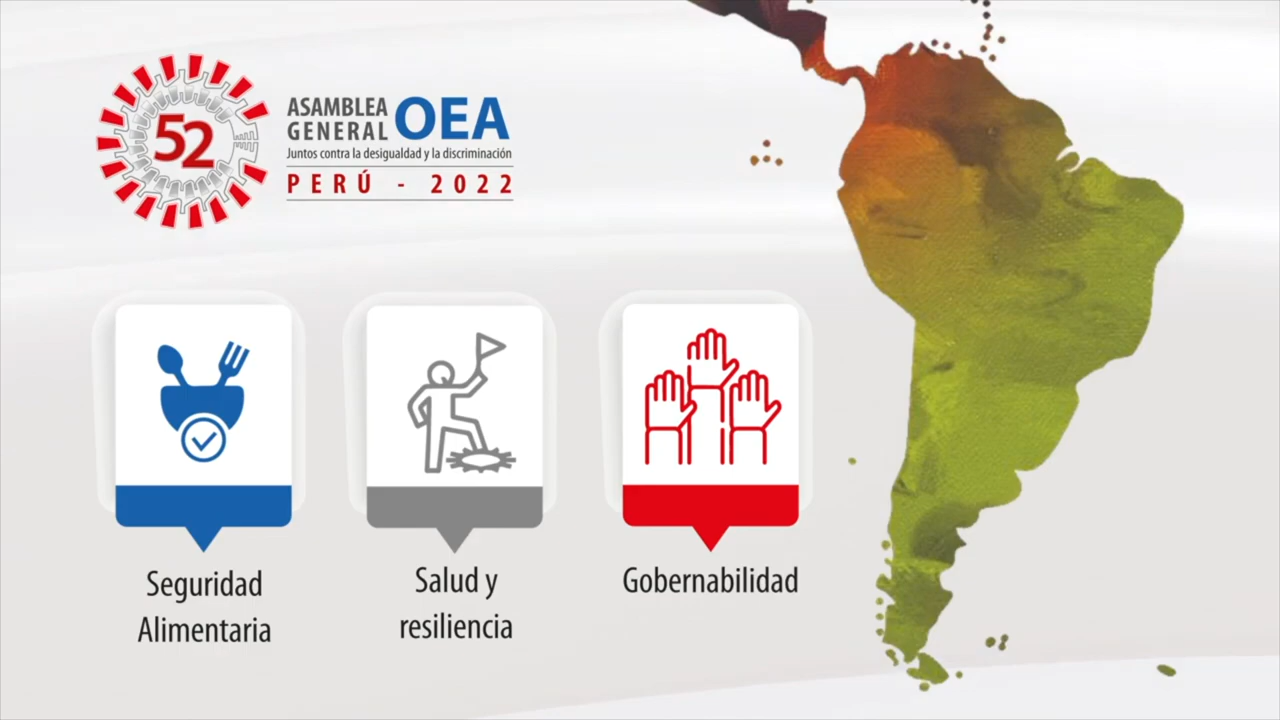 52
ASAMBLEA
GENERAL OEA
Juntos contra la desigualdad y la discriminación
PERÚ - 2022
Seguridad
Alimentaria
Salud y
resiliencia
Gobernabilidad